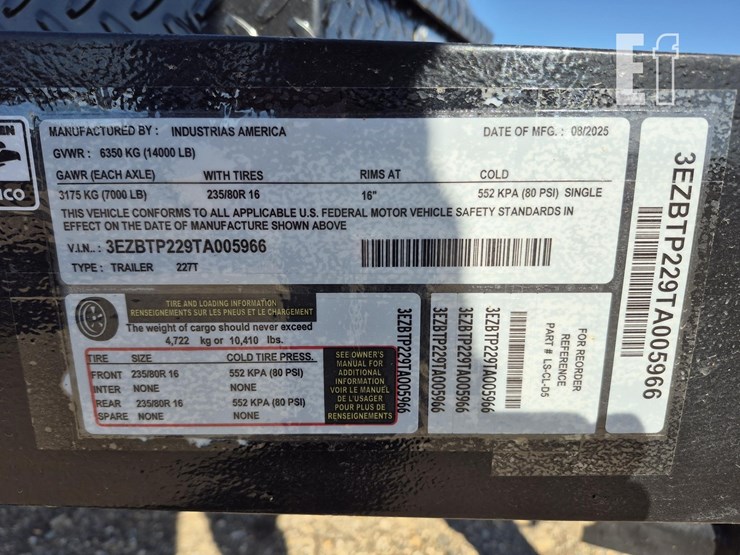 Ef
EN
ICO
MANUFACTURED BY : INDUSTRIAS AMERICA DATE OF MFG. : 08/2025
GVWR : 6350 KG (14000 LB)
GAWR (EACH AXLE) WITH TIRES RIMS AT COLD
3175 KG (7000 LB) 235/80R 16 16" 552 KPA (80 PSI) SINGLE
THIS VEHICLE CONFORMS TO ALL APPLICABLE U.S. FEDERAL MOTOR VEHICLE SAFETY STANDARDS IN
EFFECT ON THE DATE OF MANUFACTURE SHOWN ABOVE
V.I.N.. : 3EZBTP229TA005966
TYPE : TRAILER 227T
3EZBTP229TA005966
TIRE AND LOADING INFORMATION
RENSEIGNEMENTS SUR LES PNEUS ET LE CHARGEMENT
The weight of cargo should never exceed
4,722 kg or 10,410 lbs.
TIRE SIZE COLD TIRE PRESS.
FRONT 235/80R 16 552 KPA (80 PSI)
INTER NONE NONE
REAR 235/80R 16 552 KPA (80 PSI)
SPARE NONE NONE
SEE OWNER'S
MANUAL FOR
ADDITIONAL
INFORMATION
VOIR LE MANUEL
DE L'USAGER
POUR PLUS DE
RENSEIGNEMENTS
3EZBTP229TA005966
3EZBTP229TA005966
3EZBTP229TA005966
3EZBTP229TA005966
FOR REORDER
REFERENCE
PART # LS-CL-05